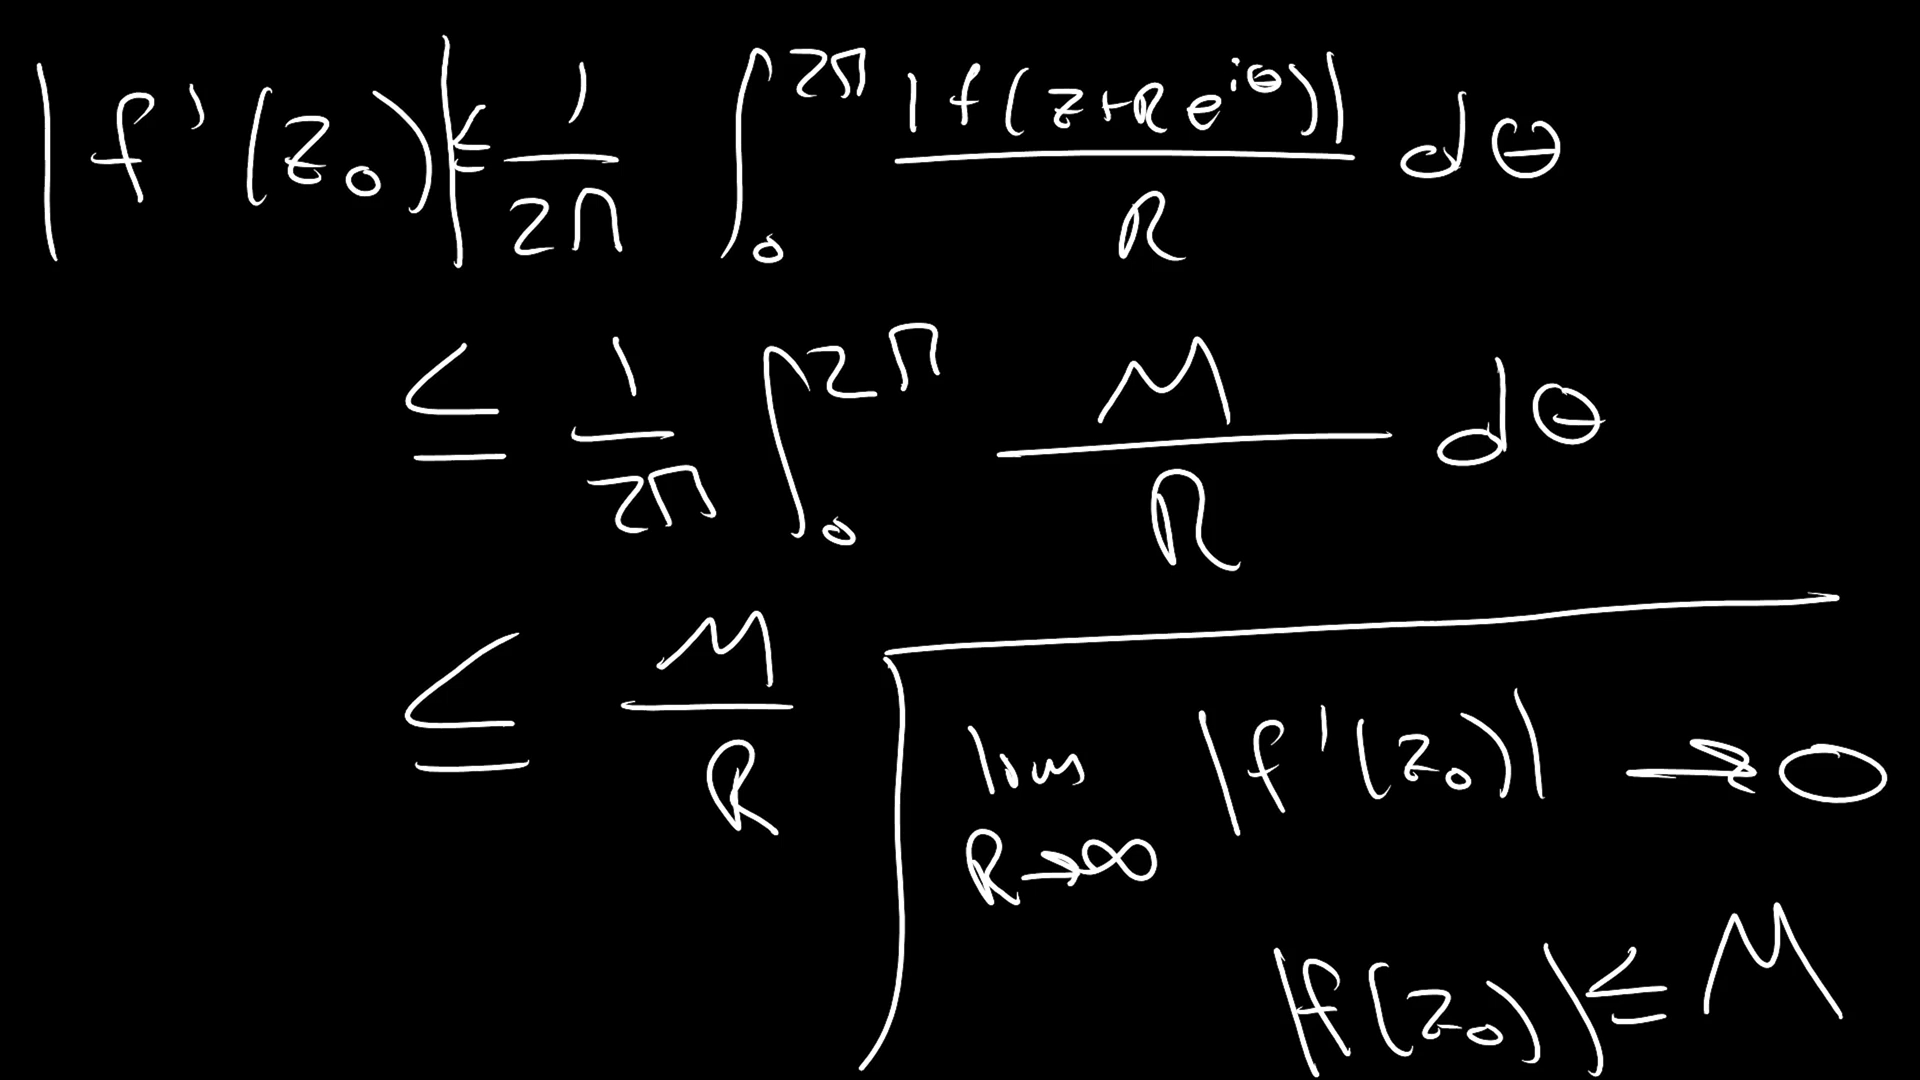 |f'(z₀)| ≤ 1/2π ∫₀^2π |f(z+Re^iθ)|/R dθ
≤ 1/2π ∫₀^2π M/R dθ
≤ M/R
lim R→∞ |f'(z₀)| → 0
|f(z₀)| ≤ M